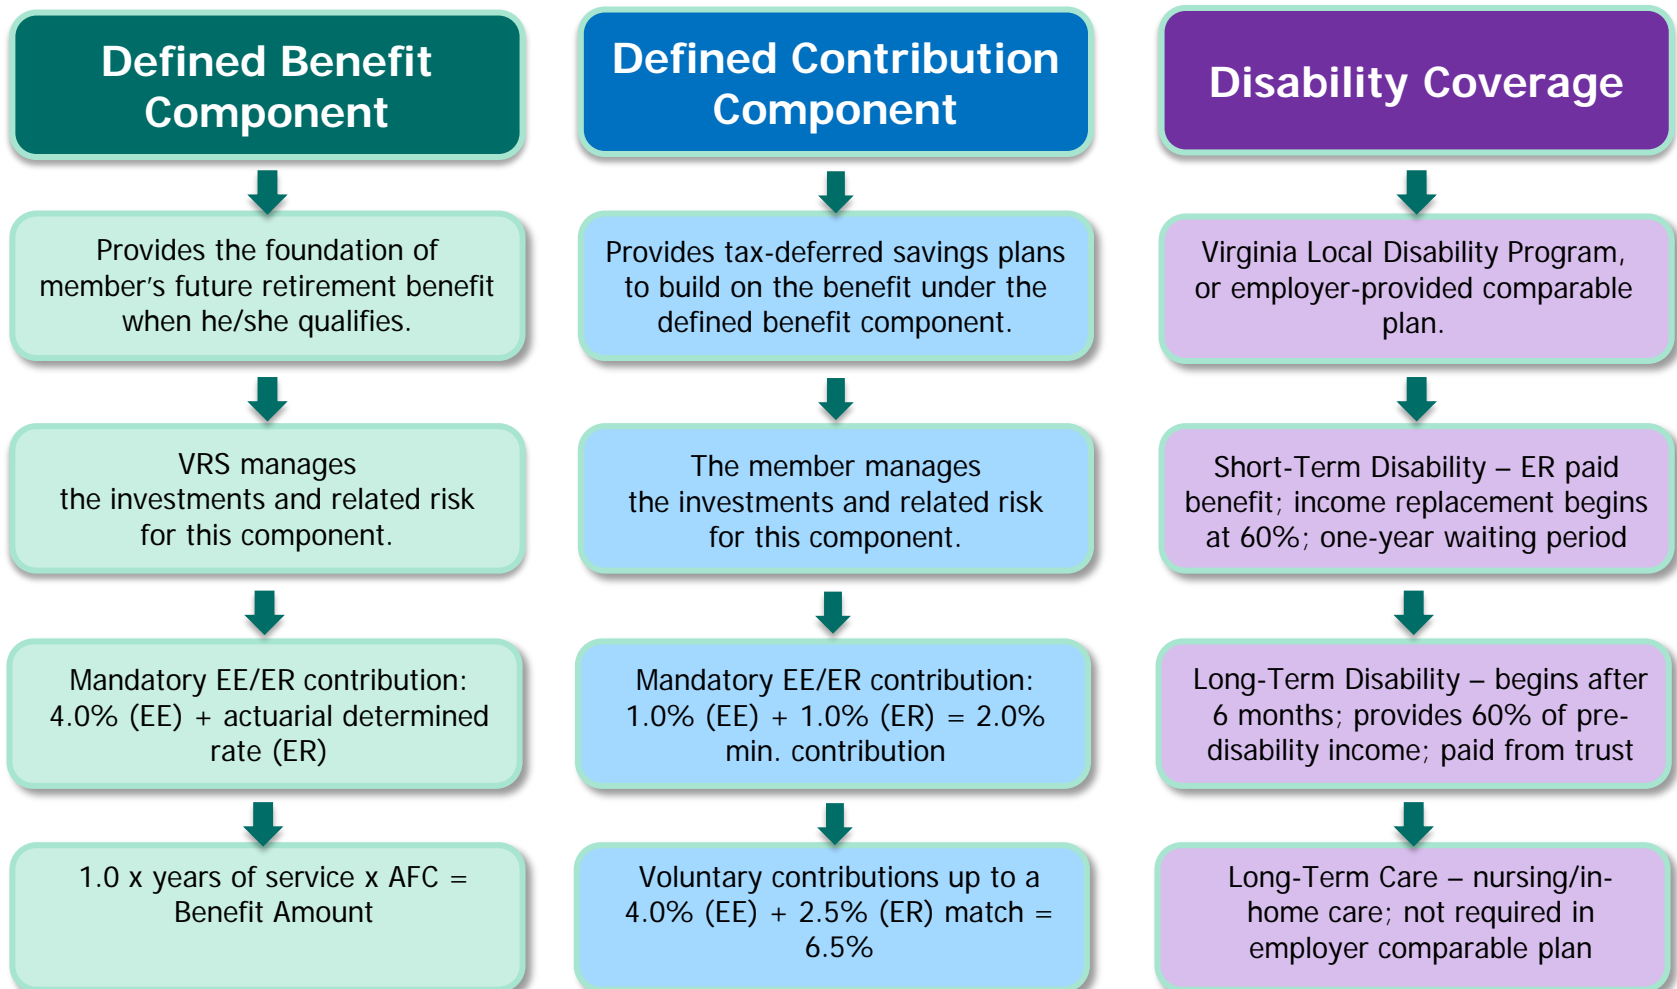 Defined Benefit
Component
Provides the foundation of
member's future retirement benefit
when he/she qualifies.
VRS manages
the investments and related risk
for this component.
Mandatory EE/ER contribution:
4.0% (EE) + actuarial determined
rate (ER)
1.0 x years of service x AFC =
Benefit Amount
Defined Contribution
Component
Provides tax-deferred savings plans
to build on the benefit under the
defined benefit component.
The member manages
the investments and related risk
for this component.
Mandatory EE/ER contribution:
1.0% (EE) + 1.0% (ER) = 2.0%
min. contribution
Voluntary contributions up to a
4.0% (EE) + 2.5% (ER) match =
6.5%
Disability Coverage
Virginia Local Disability Program,
or employer-provided comparable
plan.
Short-Term Disability – ER paid
benefit; income replacement begins
at 60%; one-year waiting period
Long-Term Disability – begins after
6 months; provides 60% of pre-
disability income; paid from trust
Long-Term Care – nursing/in-
home care; not required in
employer comparable plan